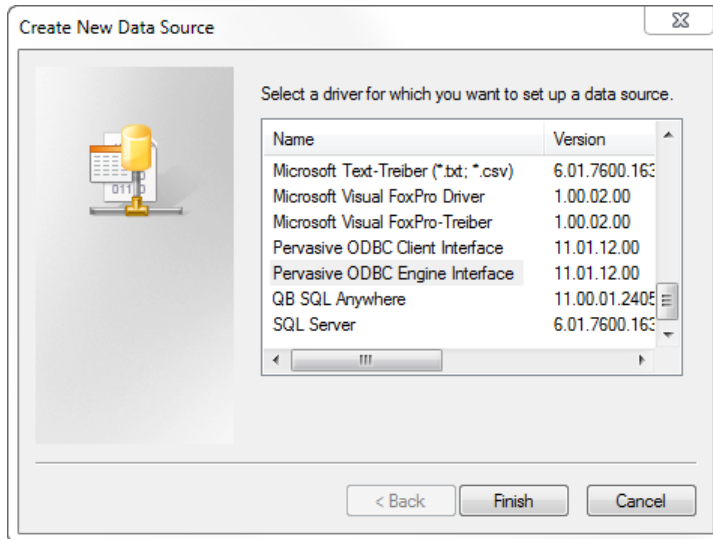 Create New Data Source
Select a driver for which you want to set up a data source.
Name Version
Microsoft Text-Treiber (*.txt; *.csv) 6.01.7600.163
Microsoft Visual FoxPro Driver 1.00.02.00
Microsoft Visual FoxPro-Treiber 1.00.02.00
Pervasive ODBC Client Interface 11.01.12.00
Pervasive ODBC Engine Interface 11.01.12.00
QB SQL Anywhere 11.00.01.2405
SQL Server 6.01.7600.163
< Back Finish Cancel